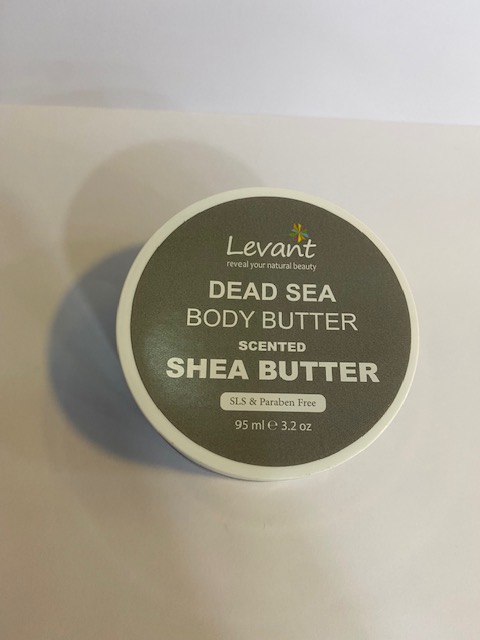 Levant
reveal your natural beauty
DEAD SEA
BODY BUTTER
SCENTED
SHEA BUTTER
SLS & Paraben Free
95 ml ℮ 3.2 oz